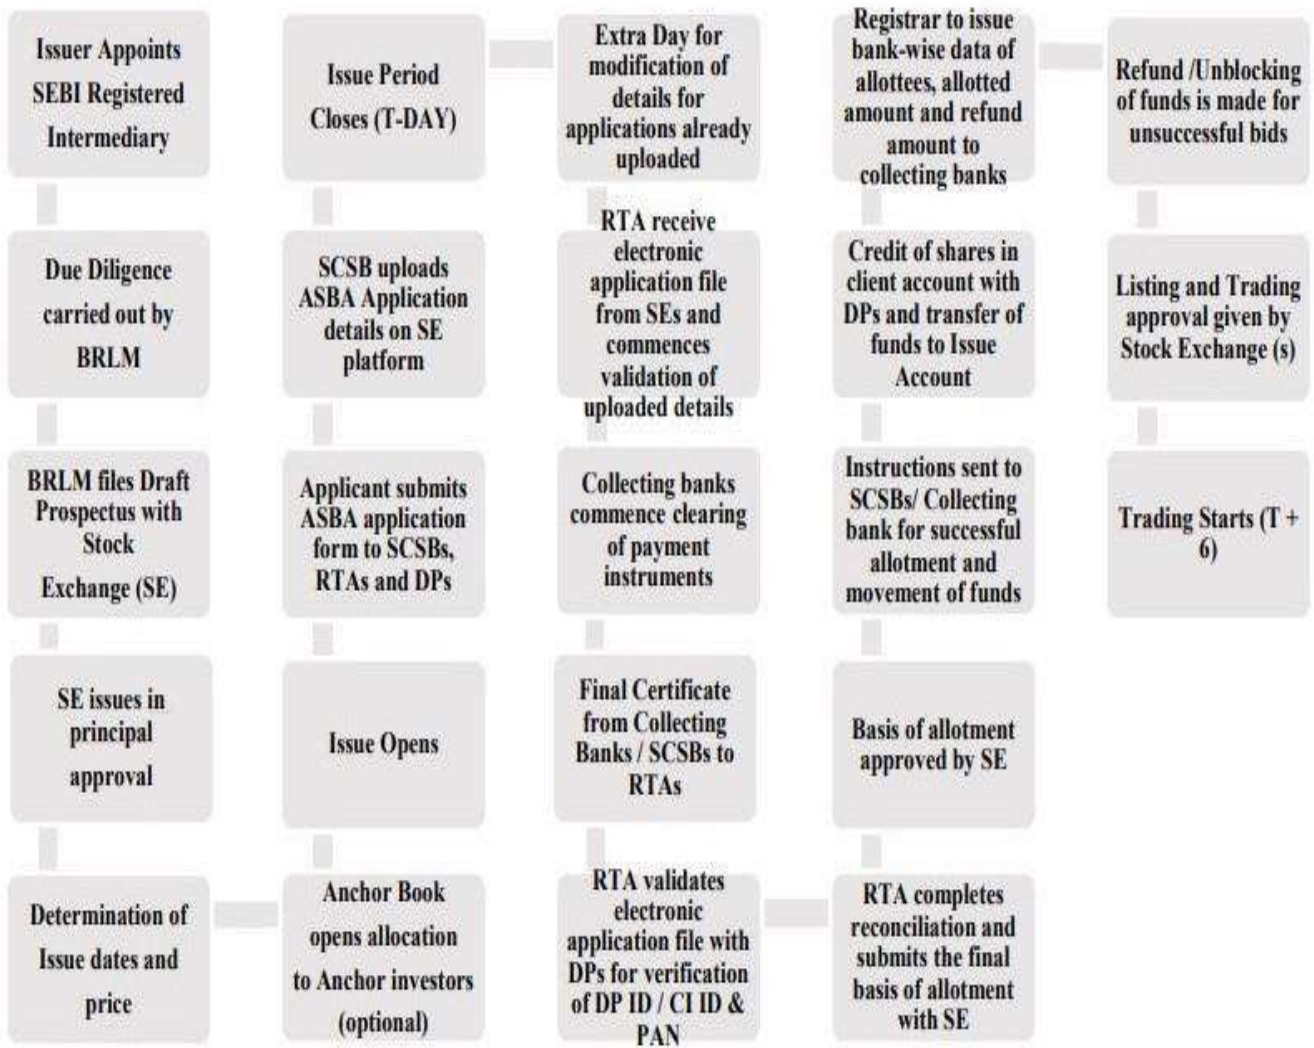 Issuer Appoints
SEBI Registered
Intermediary
Due Diligence
carried out by
BRLM
BRLM files Draft
Prospectus with
Stock
Exchange (SE)
SE issues in
principal
approval
Determination of
Issue dates and
price
Anchor Book
opens allocation
to Anchor investors
(optional)
Issue Opens
Applicant submits
ASBA application
form to SCSBs,
RTAs and DPs
SCSB uploads
ASBA Application
details on SE
platform
Issue Period
Closes (T-DAY)
Extra Day for
modification of
details for
applications already
uploaded
RTA receive
electronic
application file
from SEs and
commences
validation of
uploaded details
Collecting banks
commence clearing
of payment
instruments
Final Certificate
from Collecting
Banks / SCSBs to
RTAs
RTA validates
electronic
application file with
DPs for verification
of DP ID / CI ID &
PAN
RTA completes
reconciliation and
submits the final
basis of allotment
with SE
Basis of allotment
approved by SE
Instructions sent to
SCSBs/ Collecting
bank for successful
allotment and
movement of funds
Credit of shares in
client account with
DPs and transfer of
funds to Issue
Account
Registrar to issue
bank-wise data of
allottees, allotted
amount and refund
amount to
collecting banks
Refund /Unblocking
of funds is made for
unsuccessful bids
Listing and Trading
approval given by
Stock Exchange (s)
Trading Starts (T +
6)